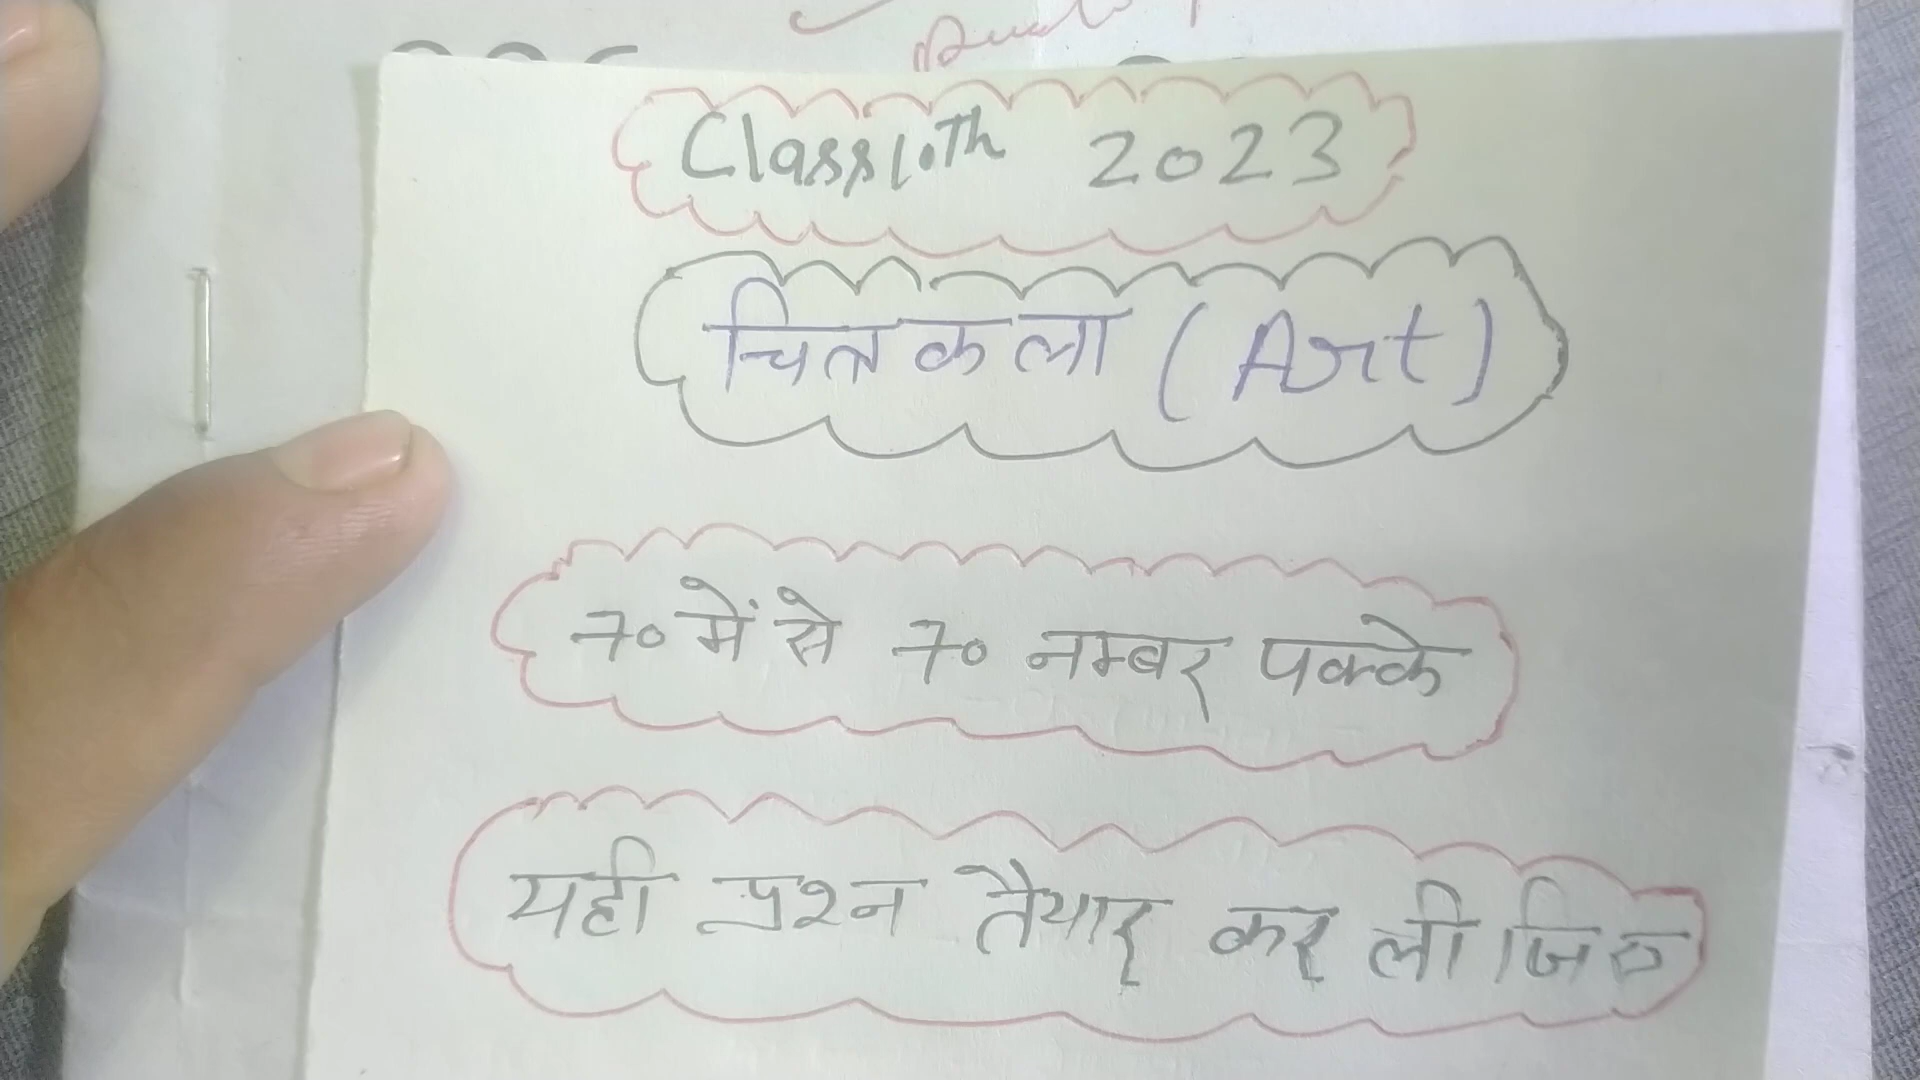 Class 10Th 2023
चित्रकला (Art)
70 में से 70 नम्बर पक्के
यही प्रश्न तैयार कर लीजिए